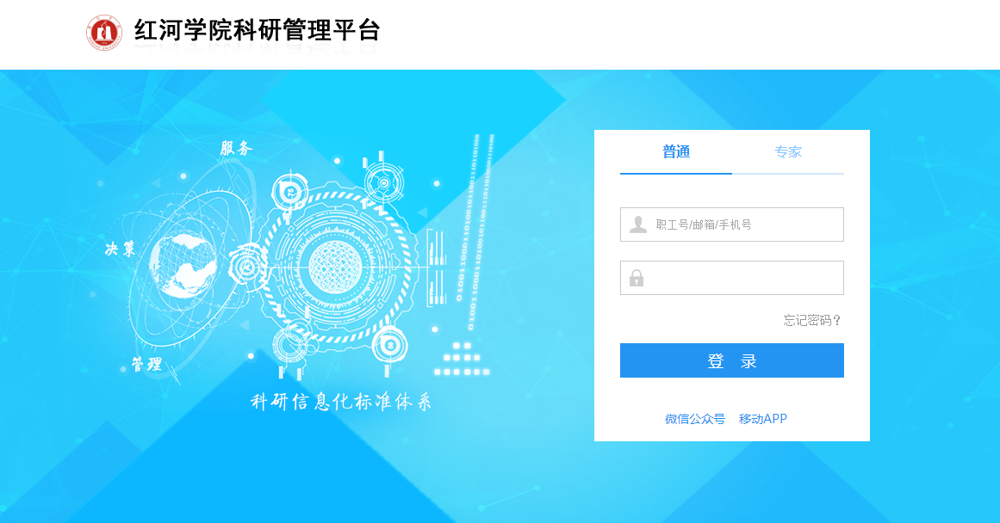 红河学院科研管理平台
服务
决策
管理
科研信息化标准体系
普通
专家
职工号/邮箱/手机号
忘记密码?
登 录
微信公众号 移动APP